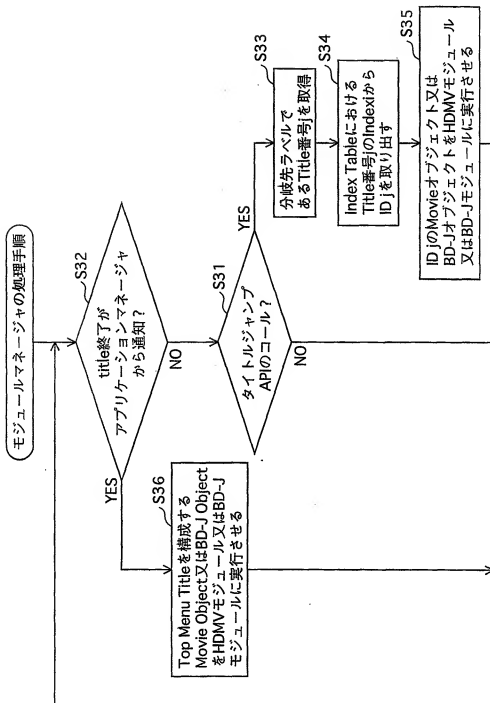 モジュールマネージャの処理手順
S32
title終了が
アプリケーションマネージャ
から通知？
YES
NO
S31
タイトルジャンプ
APIのコール？
YES
NO
S33
分岐先ラベルで
あるTitle番号jを取得
S34
Index Tableにおける
Title番号jのIndexiから
ID jを取り出す
S35
ID jのMovieオブジェクト又は
BD-JオブジェクトをHDMVモジュール
又はBD-Jモジュールに実行させる
S36
Top Menu Titleを構成する
Movie Object又はBD-J Object
をHDMVモジュール又はBD-J
モジュールに実行させる